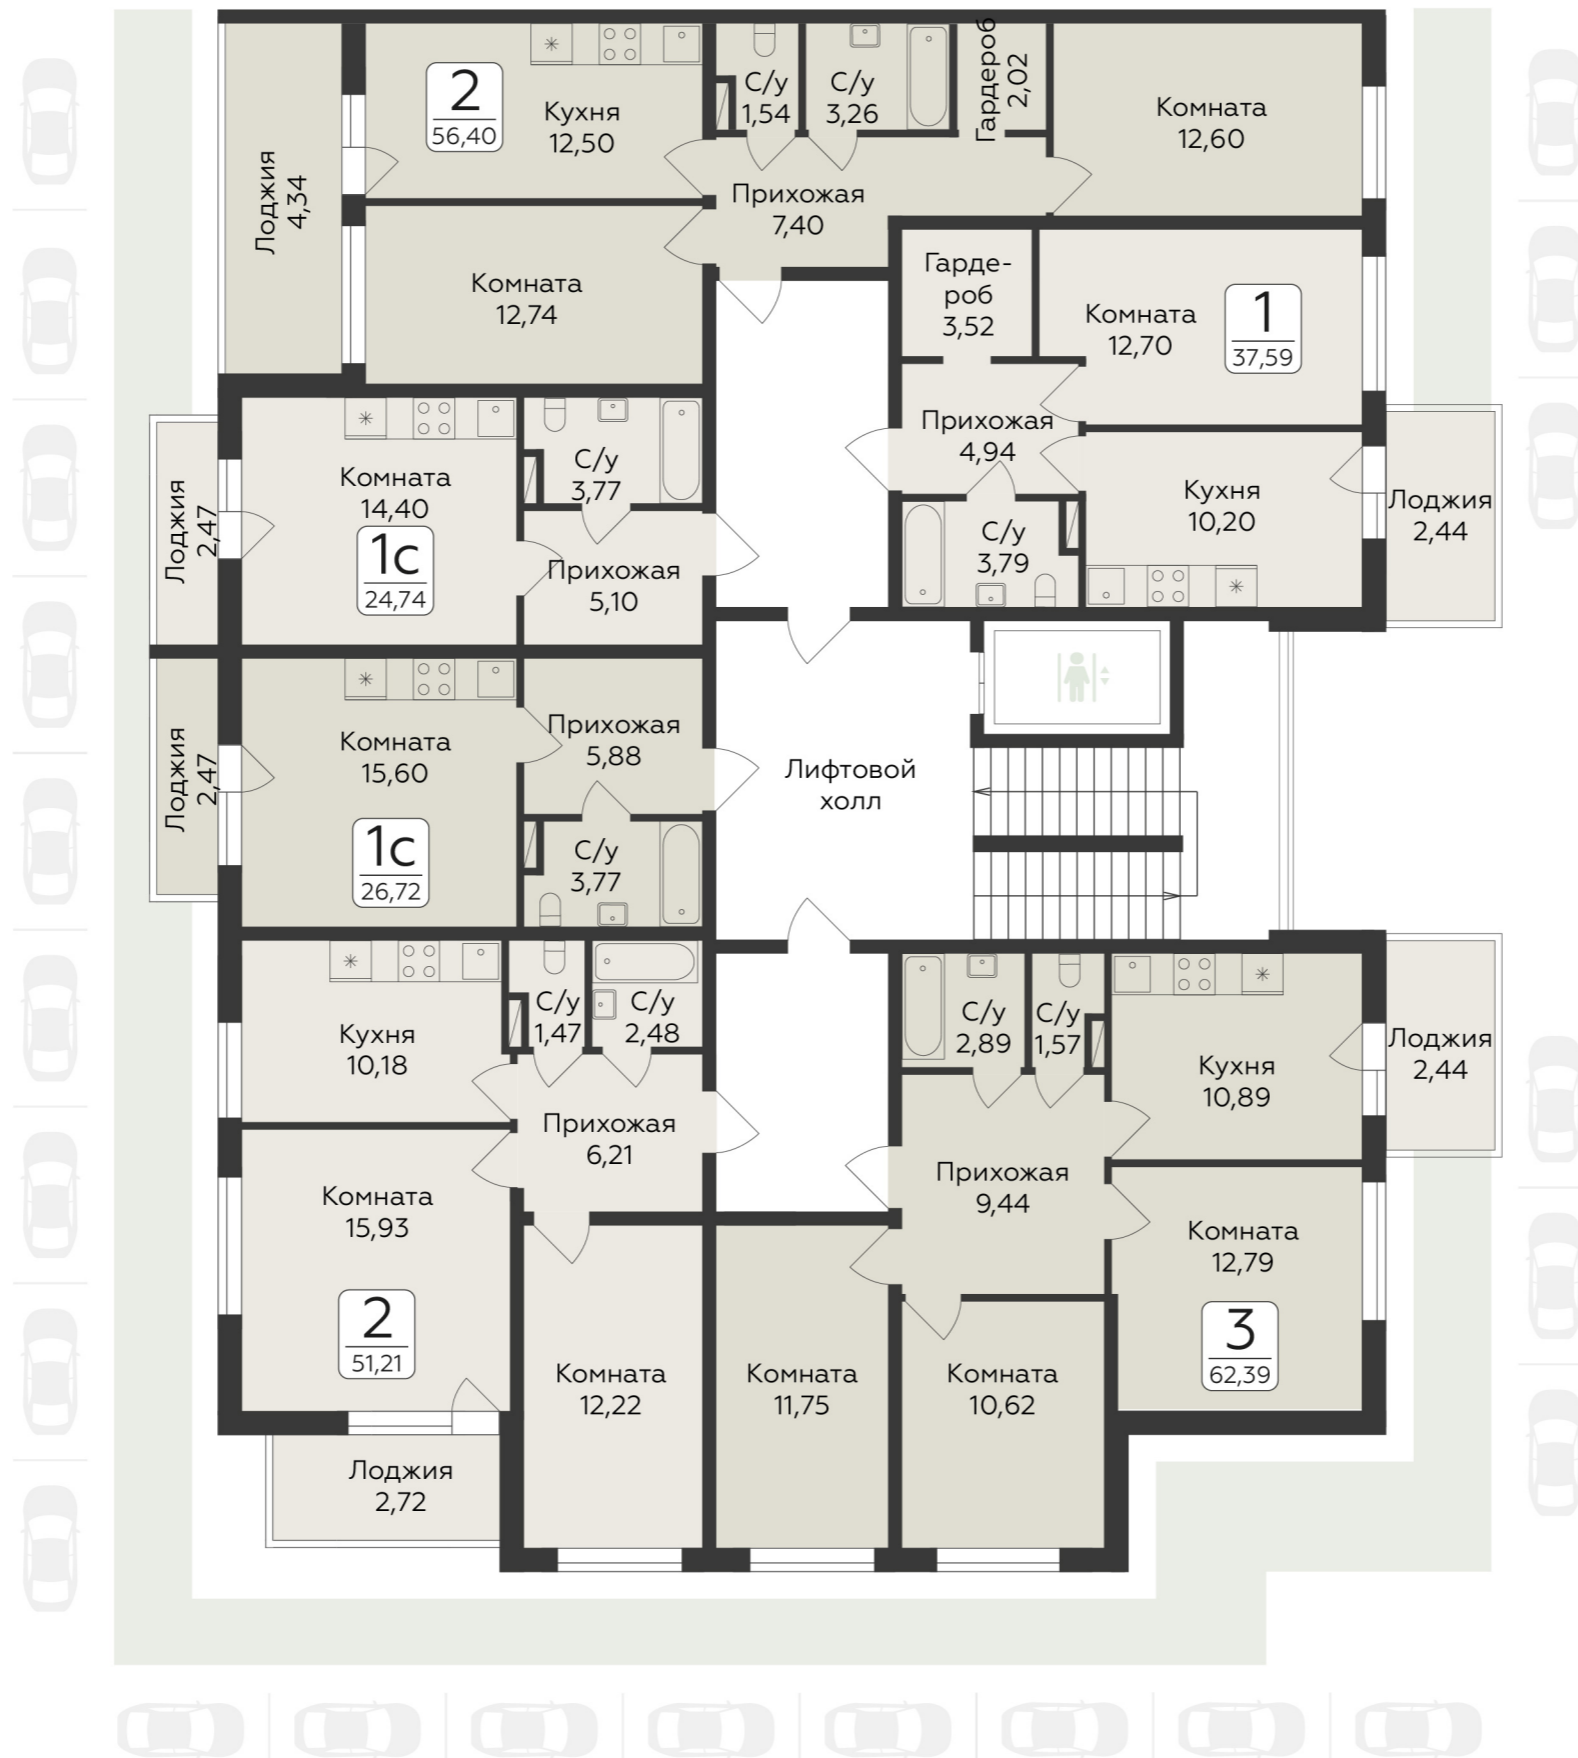 2
56,40
Кухня
12,50
С/у
1,54
С/у
3,26
Гардероб
2,02
Комната
12,60
Лоджия
4,34
Прихожая
7,40
Комната
12,74
Гарде-
роб
3,52
Комната
12,70
1
37,59
Прихожая
4,94
Кухня
10,20
Лоджия
2,44
С/у
3,79
Лоджия
2,47
Комната
14,40
1с
24,74
С/у
3,77
Прихожая
5,10
Лоджия
2,47
Комната
15,60
1с
26,72
Прихожая
5,88
С/у
3,77
Лифтовой
холл
Кухня
10,18
С/у
1,47
С/у
2,48
Прихожая
6,21
Комната
15,93
2
51,21
Лоджия
2,72
Комната
12,22
С/у
2,89
С/у
1,57
Кухня
10,89
Лоджия
2,44
Прихожая
9,44
Комната
12,79
3
62,39
Комната
11,75
Комната
10,62